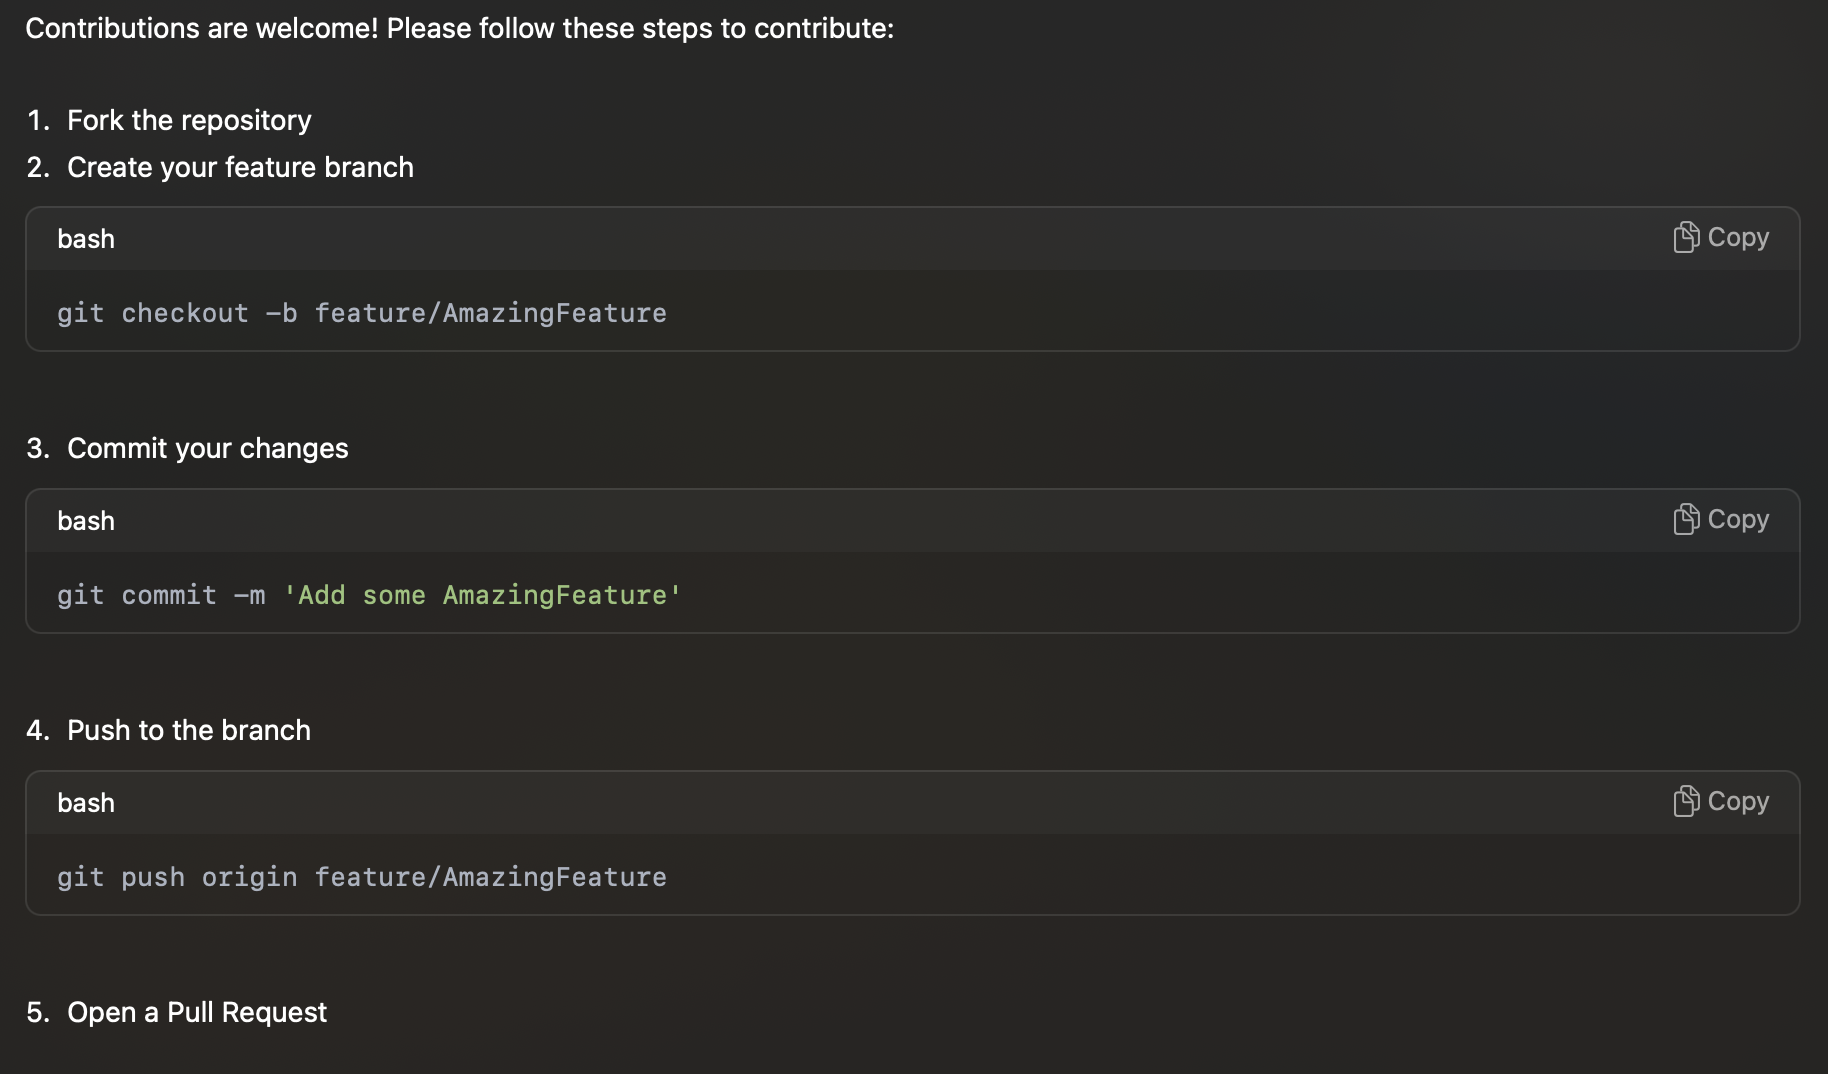 Contributions are welcome! Please follow these steps to contribute:
1. Fork the repository
2. Create your feature branch
bash
Copy
git checkout -b feature/AmazingFeature
3. Commit your changes
bash
Copy
git commit -m 'Add some AmazingFeature'
4. Push to the branch
bash
Copy
git push origin feature/AmazingFeature
5. Open a Pull Request